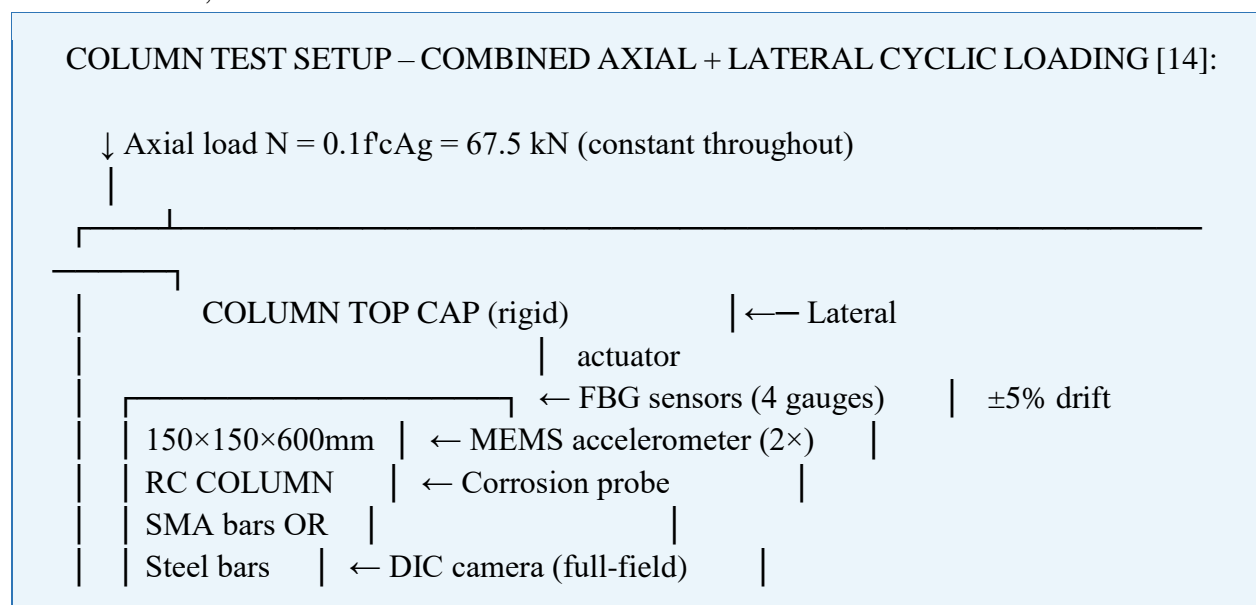 COLUMN TEST SETUP – COMBINED AXIAL + LATERAL CYCLIC LOADING [14]:
↓ Axial load N = 0.1f'cAg = 67.5 kN (constant throughout)
COLUMN TOP CAP (rigid) ←─ Lateral
actuator
← FBG sensors (4 gauges) ±5% drift
150×150×600mm ← MEMS accelerometer (2×)
RC COLUMN ← Corrosion probe
SMA bars OR
Steel bars ← DIC camera (full-field)